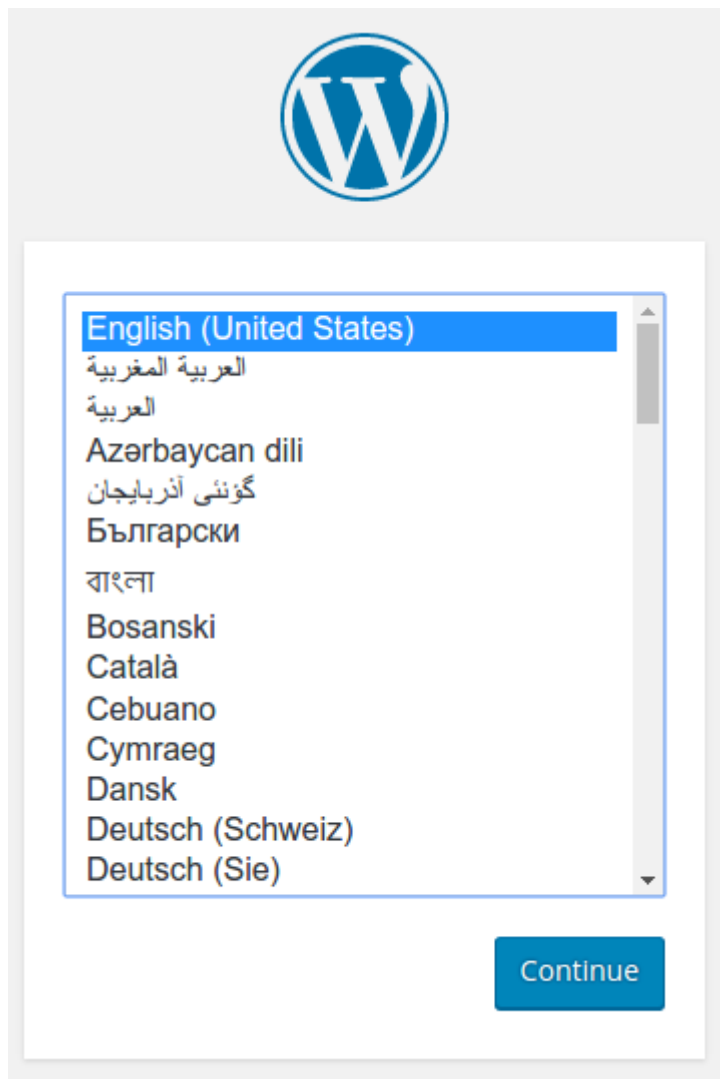 English (United States)
العربية المغربية
العربية
Azərbaycan dili
گؤنئی آذربایجان
Български
বাংলা
Bosanski
Català
Cebuano
Cymraeg
Dansk
Deutsch (Schweiz)
Deutsch (Sie)
Continue